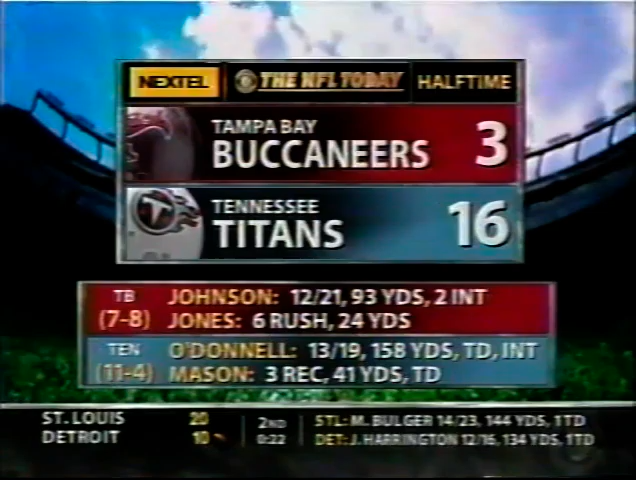 NEXTEL THE NFL TODAY HALFTIME
TAMPA BAY
BUCCANEERS 3
TENNESSEE
TITANS 16
TB JOHNSON: 12/21, 93 YDS, 2 INT
(7-8) JONES: 6 RUSH, 24 YDS
TEN O'DONNELL: 13/19, 158 YDS, TD, INT
(11-4) MASON: 3 REC, 41 YDS, TD
ST. LOUIS 20 2ND STL: M. BULGER 14/23, 144 YDS, 1TD
DETROIT 10 0:22 DET: J. HARRINGTON 12/16, 134 YDS, 1TD